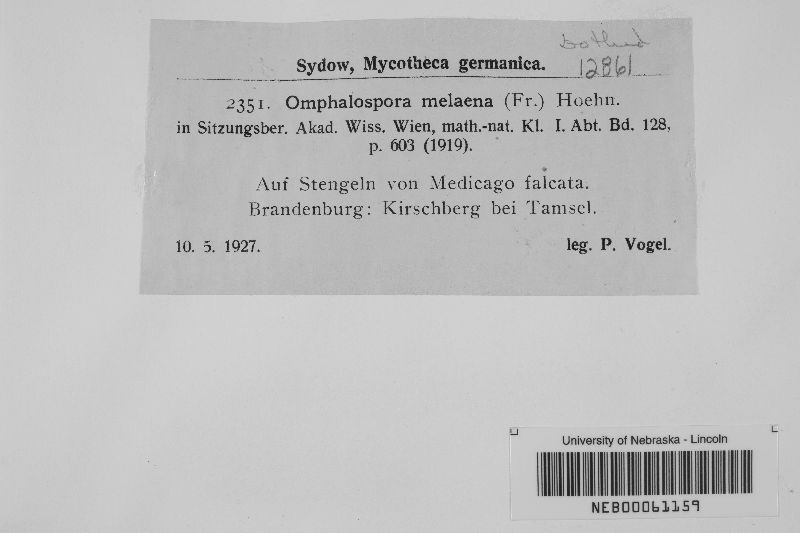 Sydow, Mycotheca germanica.
12861
2351. Omphalospora melaena (Fr.) Hoehn.
in Sitzungsber. Akad. Wiss. Wien, math.-nat. Kl. I. Abt. Bd. 128,
p. 603 (1919).
Auf Stengeln von Medicago falcata.
Brandenburg: Kirschberg bei Tamsel.
10. 5. 1927. leg. P. Vogel.
University of Nebraska - Lincoln
NEB00061159